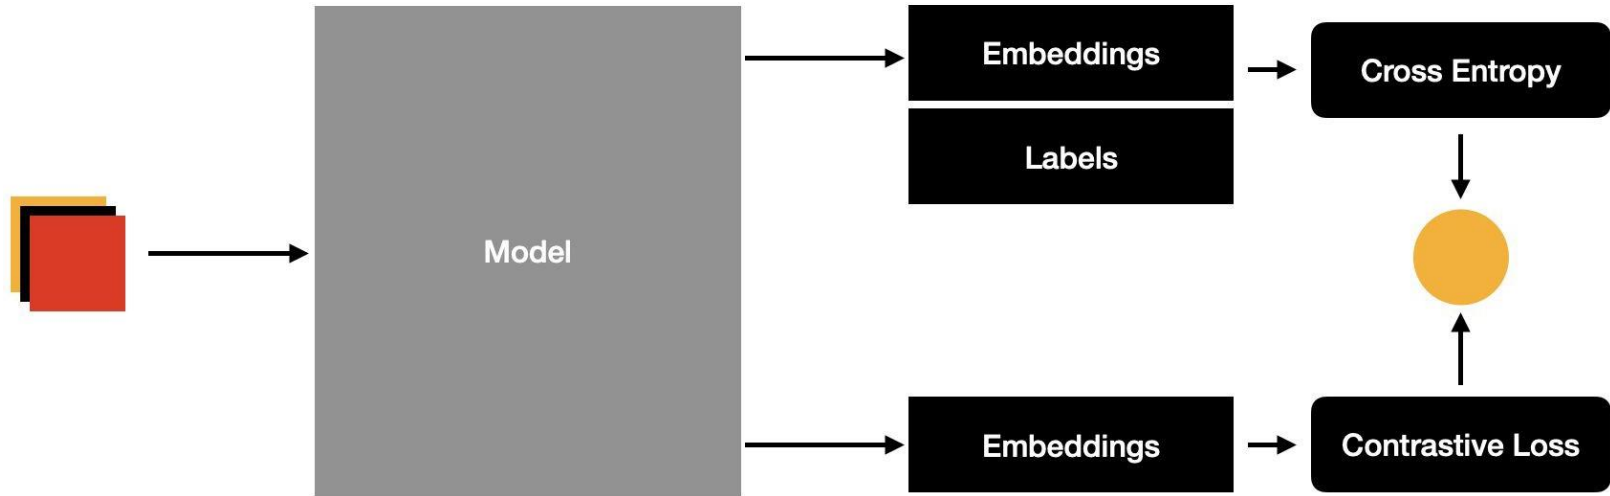 Embeddings
Cross Entropy
Labels
Model
Embeddings
Contrastive Loss